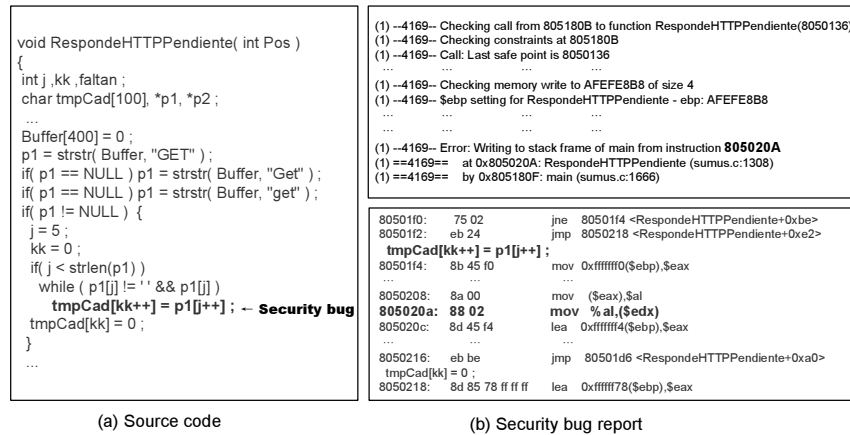 void RespondeHTTPPendiente( int Pos )
{
int j ,kk ,faltan ;
char tmpCad[100], *p1, *p2 ;
...
Buffer[400] = 0 ;
p1 = strstr( Buffer, "GET" ) ;
if( p1 == NULL ) p1 = strstr( Buffer, "Get" ) ;
if( p1 == NULL ) p1 = strstr( Buffer, "get" ) ;
if( p1 != NULL ) {
j = 5 ;
kk = 0 ;
if( j < strlen(p1) )
while ( p1[j] != ' ' && p1[j] )
tmpCad[kk++] = p1[j++] ; ← Security bug
tmpCad[kk] = 0 ;
}
...
(a) Source code
(1) --4169-- Checking call from 805180B to function RespondeHTTPPendiente(8050136)
(1) --4169-- Checking constraints at 805180B
(1) --4169-- Call: Last safe point is 8050136
... ... ... ...
(1) --4169-- Checking memory write to AFEFE8B8 of size 4
(1) --4169-- $ebp setting for RespondeHTTPPendiente - ebp: AFEFE8B8
... ... ... ...
... ... ... ...
(1) --4169-- Error: Writing to stack frame of main from instruction 805020A
(1) ==4169== at 0x805020A: RespondeHTTPPendiente (sumus.c:1308)
(1) ==4169== by 0x805180F: main (sumus.c:1666)
80501f0: 75 02 jne 80501f4 <RespondeHTTPPendiente+0xbe>
80501f2: eb 24 jmp 8050218 <RespondeHTTPPendiente+0xe2>
tmpCad[kk++] = p1[j++] ;
80501f4: 8b 45 f0 mov 0xfffffff0($ebp),$eax
... ... ...
8050208: 8a 00 mov ($eax),$al
805020a: 88 02 mov %al,($edx)
805020c: 8d 45 f4 lea 0xfffffff4($ebp),$eax
... ... ...
8050216: eb be jmp 80501d6 <RespondeHTTPPendiente+0xa0>
tmpCad[kk] = 0 ;
8050218: 8d 85 78 ff ff ff lea 0xffffff78($ebp),$eax
(b) Security bug report